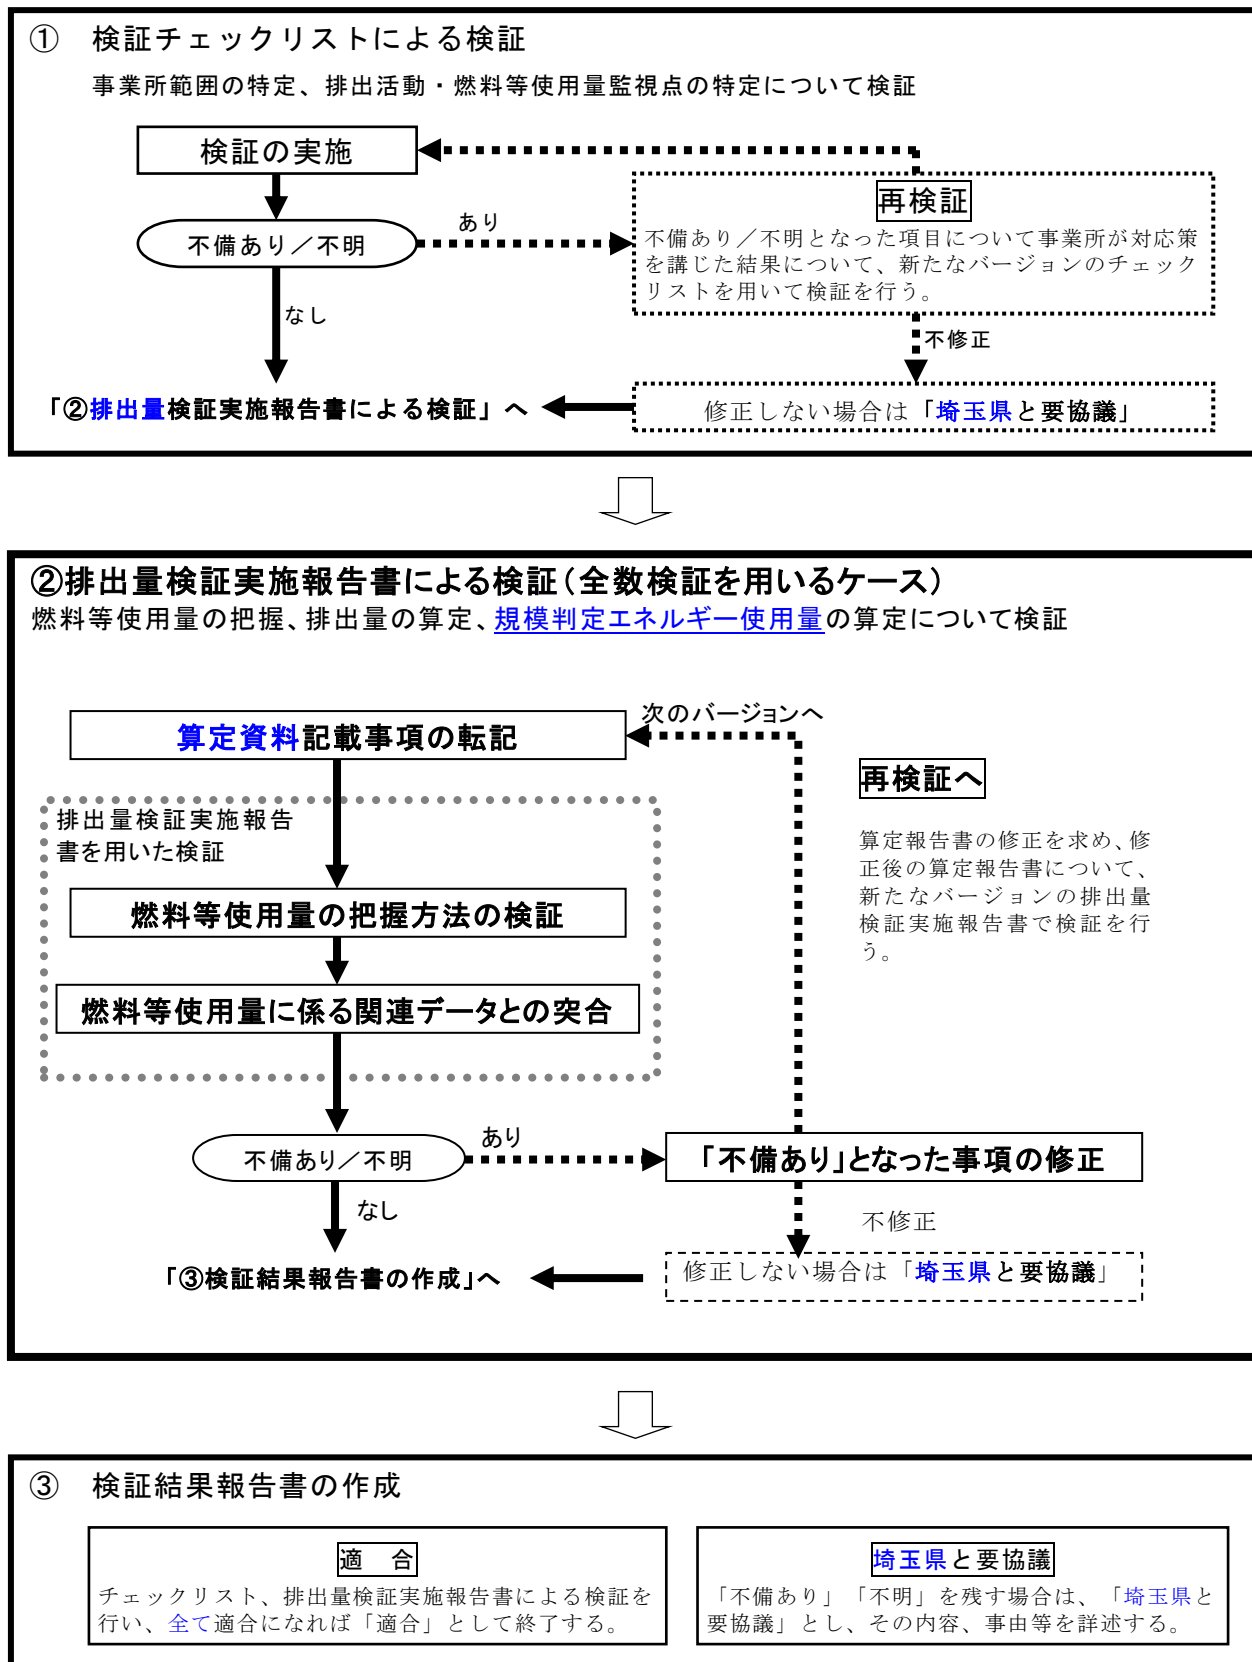 ① 検証チェックリストによる検証
事業所範囲の特定、排出活動・燃料等使用量監視点の特定について検証
検証の実施
再検証
あり
不備あり／不明
不備あり／不明となった項目について事業所が対応策
を講じた結果について、新たなバージョンのチェック
リストを用いて検証を行う。
なし
不修正
「②排出量検証実施報告書による検証」へ
修正しない場合は「埼玉県と要協議」
②排出量検証実施報告書による検証（全数検証を用いるケース）
燃料等使用量の把握、排出量の算定、規模判定エネルギー使用量の算定について検証
次のバージョンへ
算定資料記載事項の転記
再検証へ
排出量検証実施報告
書を用いた検証
算定報告書の修正を求め、修
正後の算定報告書について、
新たなバージョンの排出量
検証実施報告書で検証を行
う。
燃料等使用量の把握方法の検証
燃料等使用量に係る関連データとの突合
あり
不備あり／不明
「不備あり」となった事項の修正
なし
不修正
「③検証結果報告書の作成」へ
修正しない場合は「埼玉県と要協議」
③ 検証結果報告書の作成
適　合
チェックリスト、排出量検証実施報告書による検証を
行い、全て適合になれば「適合」として終了する。
埼玉県と要協議
「不備あり」「不明」を残す場合は、「埼玉県と
要協議」とし、その内容、事由等を詳述する。